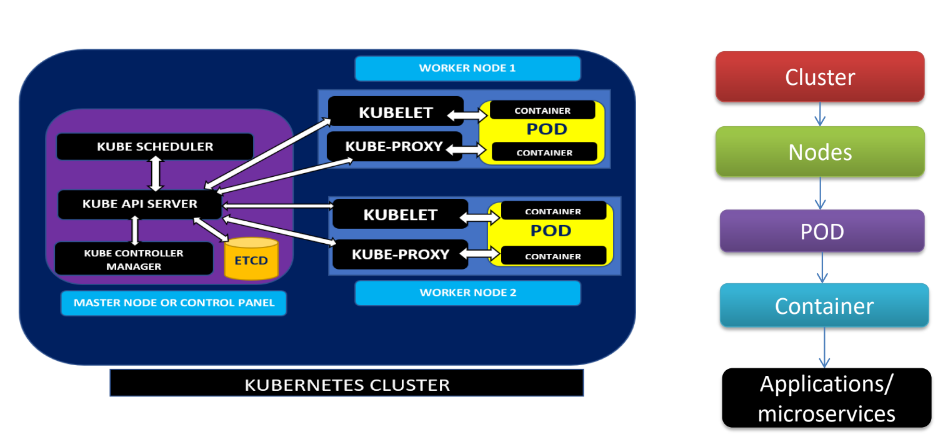 WORKER NODE 1
KUBELET
CONTAINER
POD
KUBE-PROXY
CONTAINER
KUBE SCHEDULER
KUBE API SERVER
KUBE CONTROLLER
MANAGER
ETCD
MASTER NODE OR CONTROL PANEL
KUBELET
CONTAINER
POD
KUBE-PROXY
CONTAINER
WORKER NODE 2
KUBERNETES CLUSTER
Cluster
Nodes
POD
Container
Applications/
microservices